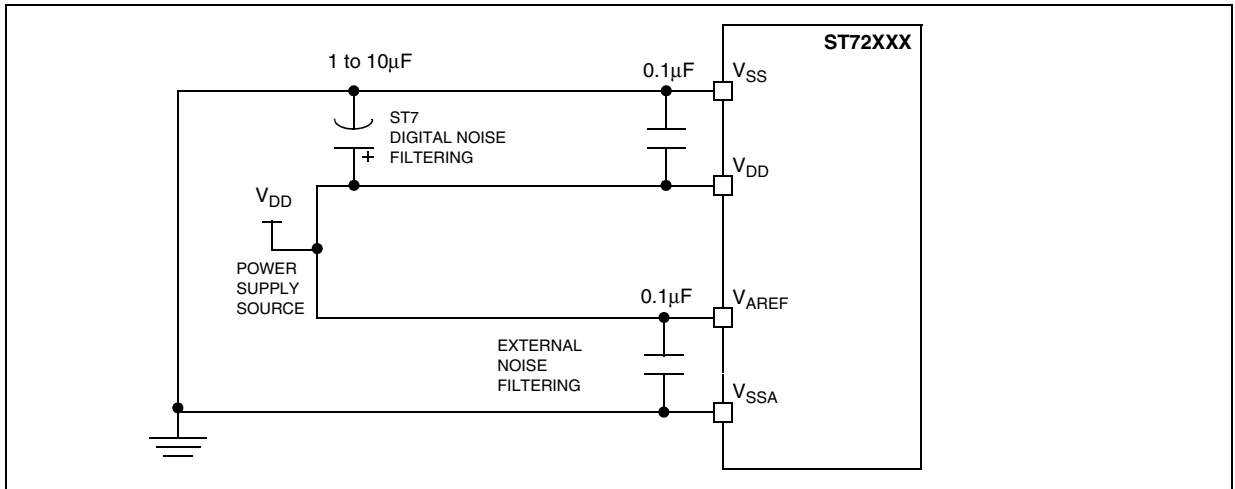 ST72XXX
1 to 10μF
0.1μF
VSS
ST7
DIGITAL NOISE
FILTERING
+
VDD
VDD
POWER
SUPPLY
SOURCE
0.1μF
VAREF
EXTERNAL
NOISE
FILTERING
VSSA